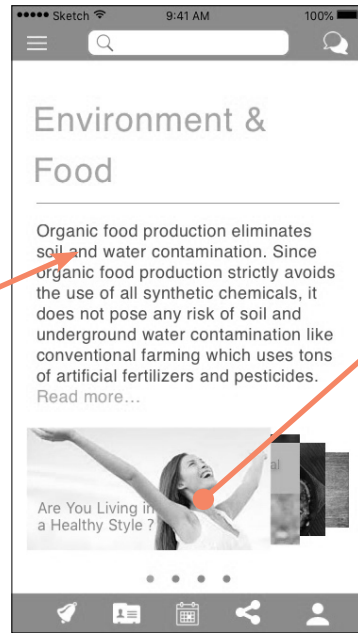 Sketch 9:41 AM 100%
Environment &
Food
Organic food production eliminates
soil and water contamination. Since
organic food production strictly avoids
the use of all synthetic chemicals, it
does not pose any risk of soil and
underground water contamination like
conventional farming which uses tons
of artificial fertilizers and pesticides.
Read more...
al
Are You Living in
a Healthy Style ?